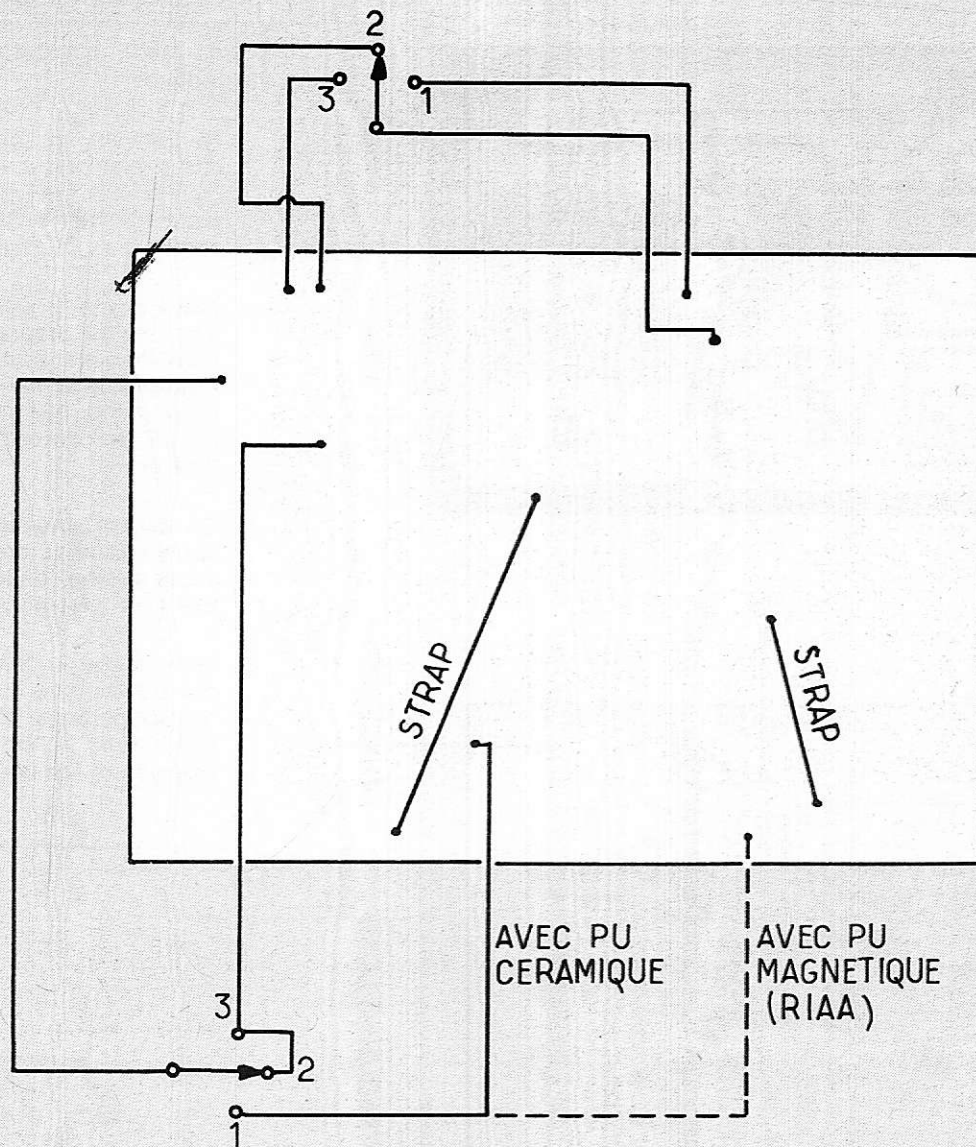 2
3
1
STRAP
STRAP
AVEC PU
CERAMIQUE
AVEC PU
MAGNETIQUE
(RIAA)
3
2
1